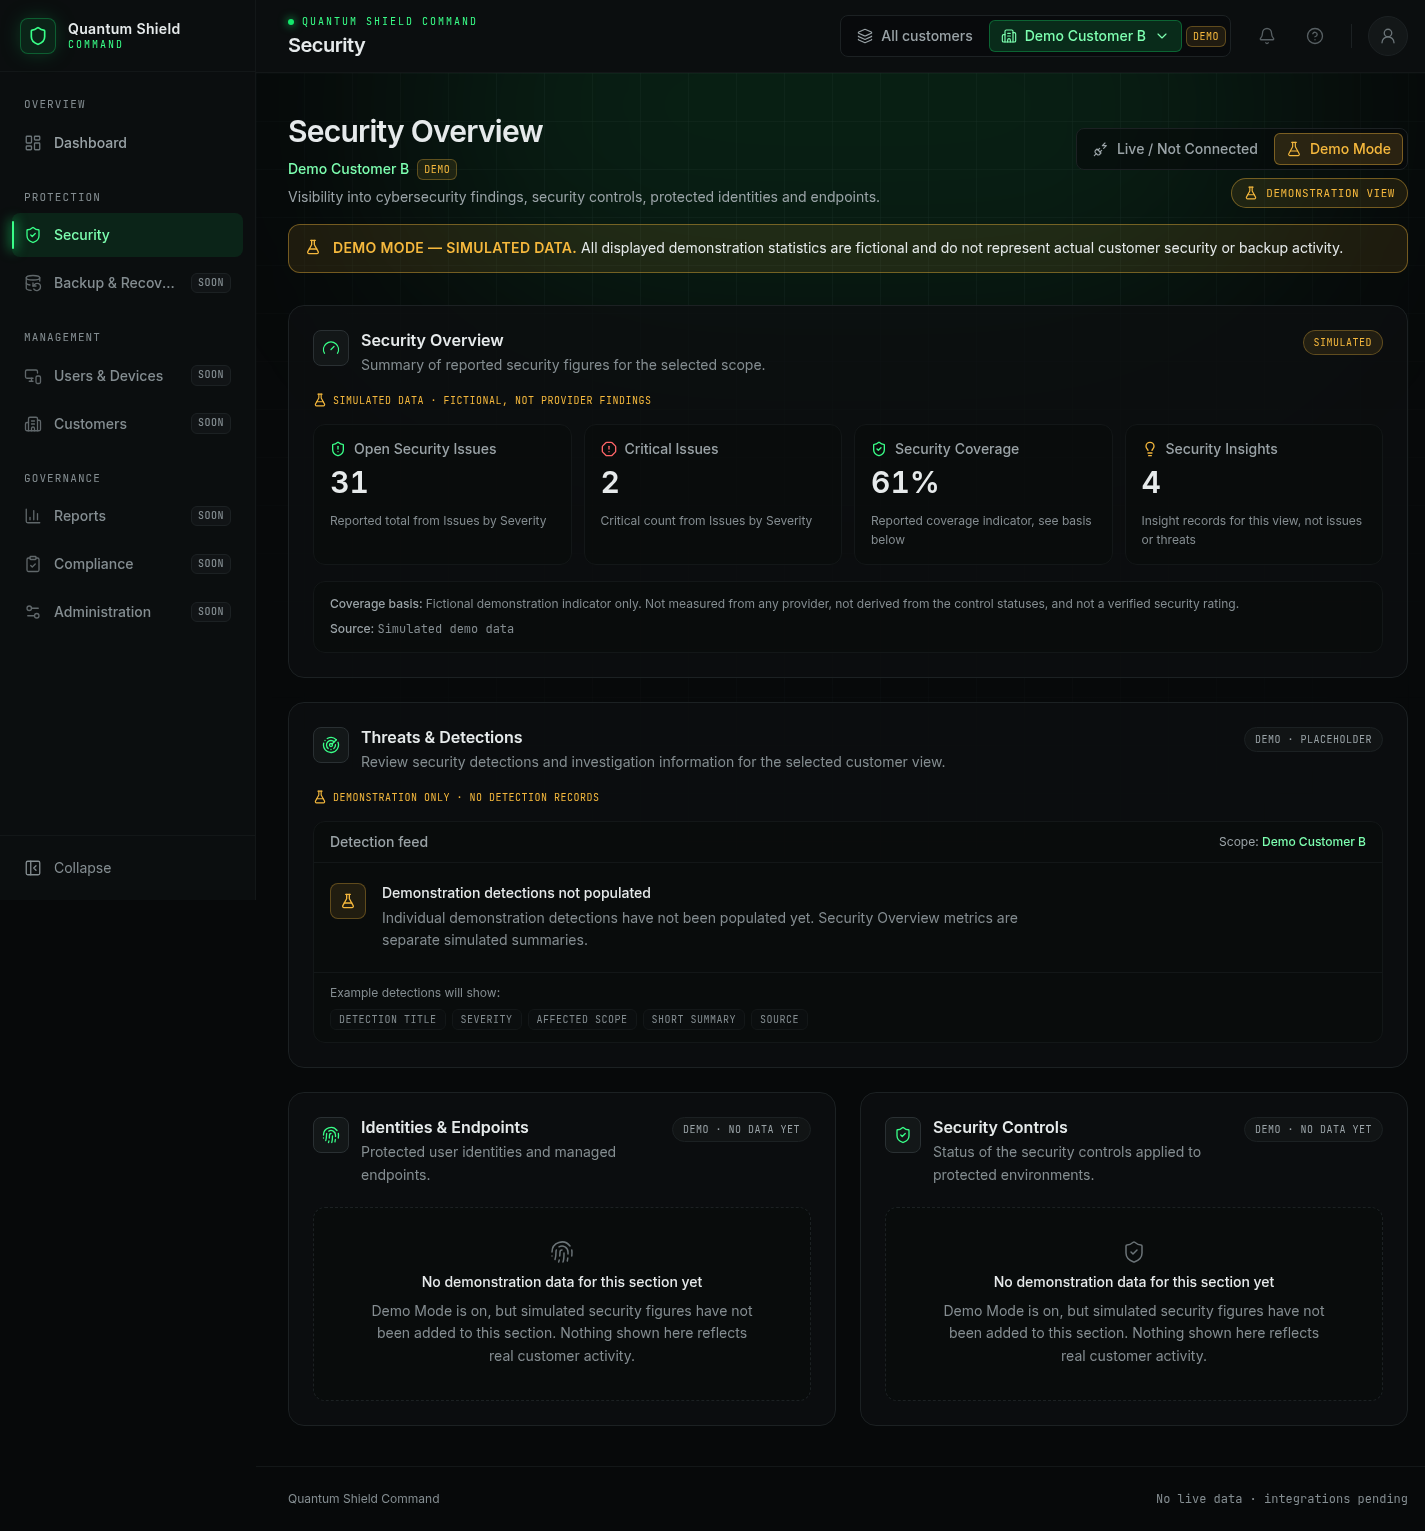 Quantum Shield
COMMAND
OVERVIEW
Dashboard
PROTECTION
Security
Backup & Recov... SOON
MANAGEMENT
Users & Devices SOON
Customers SOON
GOVERNANCE
Reports SOON
Compliance SOON
Administration SOON
Collapse
QUANTUM SHIELD COMMAND
Security
All customers Demo Customer B DEMO
Security Overview
Demo Customer B DEMO
Visibility into cybersecurity findings, security controls, protected identities and endpoints.
Live / Not Connected Demo Mode
DEMONSTRATION VIEW
DEMO MODE — SIMULATED DATA. All displayed demonstration statistics are fictional and do not represent actual customer security or backup activity.
Security Overview
Summary of reported security figures for the selected scope.
SIMULATED
SIMULATED DATA · FICTIONAL, NOT PROVIDER FINDINGS
Open Security Issues
31
Reported total from Issues by Severity
Critical Issues
2
Critical count from Issues by Severity
Security Coverage
61%
Reported coverage indicator, see basis
below
Security Insights
4
Insight records for this view, not issues
or threats
Coverage basis: Fictional demonstration indicator only. Not measured from any provider, not derived from the control statuses, and not a verified security rating.
Source: Simulated demo data
Threats & Detections
Review security detections and investigation information for the selected customer view.
DEMO · PLACEHOLDER
DEMONSTRATION ONLY · NO DETECTION RECORDS
Detection feed
Scope: Demo Customer B
Demonstration detections not populated
Individual demonstration detections have not been populated yet. Security Overview metrics are
separate simulated summaries.
Example detections will show:
DETECTION TITLE SEVERITY AFFECTED SCOPE SHORT SUMMARY SOURCE
Identities & Endpoints
Protected user identities and managed
endpoints.
DEMO · NO DATA YET
No demonstration data for this section yet
Demo Mode is on, but simulated security figures have not
been added to this section. Nothing shown here reflects
real customer activity.
Security Controls
Status of the security controls applied to
protected environments.
DEMO · NO DATA YET
No demonstration data for this section yet
Demo Mode is on, but simulated security figures have not
been added to this section. Nothing shown here reflects
real customer activity.
Quantum Shield Command
No live data · integrations pending